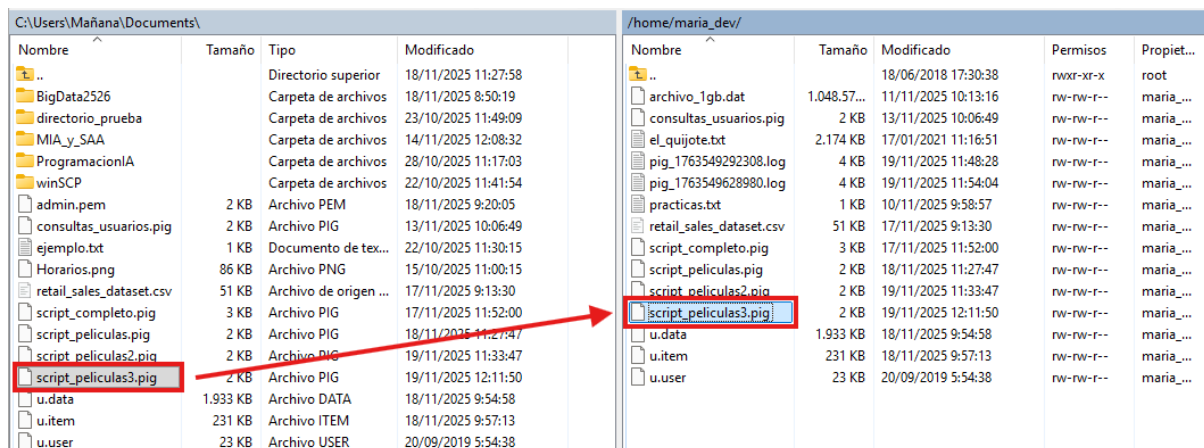 C:\Users\Mañana\Documents\
Nombre Tamaño Tipo Modificado
.. Directorio superior 18/11/2025 11:27:58
BigData2526 Carpeta de archivos 18/11/2025 8:50:19
directorio_prueba Carpeta de archivos 23/10/2025 11:49:09
MIA_y_SAA Carpeta de archivos 14/11/2025 12:08:32
ProgramacionIA Carpeta de archivos 28/10/2025 11:17:03
winSCP Carpeta de archivos 22/10/2025 11:41:54
admin.pem 2 KB Archivo PEM 18/11/2025 9:20:05
consultas_usuarios.pig 2 KB Archivo PIG 13/11/2025 10:06:49
ejemplo.txt 1 KB Documento de tex... 22/10/2025 11:30:15
Horarios.png 86 KB Archivo PNG 15/10/2025 11:00:15
retail_sales_dataset.csv 51 KB Archivo de origen ... 17/11/2025 9:13:30
script_completo.pig 3 KB Archivo PIG 17/11/2025 11:52:00
script_peliculas.pig 2 KB Archivo PIG 18/11/2025 11:27:47
script_peliculas2.pig 2 KB Archivo PIG 19/11/2025 11:33:47
script_peliculas3.pig 2 KB Archivo PIG 19/11/2025 12:11:50
u.data 1.933 KB Archivo DATA 18/11/2025 9:54:58
u.item 231 KB Archivo ITEM 18/11/2025 9:57:13
u.user 23 KB Archivo USER 20/09/2019 5:54:38
/home/maria_dev/
Nombre Tamaño Modificado Permisos Propiet...
.. 18/06/2018 17:30:38 rwxr-xr-x root
archivo_1gb.dat 1.048.57... 11/11/2025 10:13:16 rw-rw-r-- maria_...
consultas_usuarios.pig 2 KB 13/11/2025 10:06:49 rw-rw-r-- maria_...
el_quijote.txt 2.174 KB 17/01/2021 11:16:51 rw-rw-r-- maria_...
pig_1763549292308.log 4 KB 19/11/2025 11:48:28 rw-rw-r-- maria_...
pig_1763549628980.log 4 KB 19/11/2025 11:54:04 rw-rw-r-- maria_...
practicas.txt 1 KB 10/11/2025 9:58:57 rw-rw-r-- maria_...
retail_sales_dataset.csv 51 KB 17/11/2025 9:13:30 rw-rw-r-- maria_...
script_completo.pig 3 KB 17/11/2025 11:52:00 rw-rw-r-- maria_...
script_peliculas.pig 2 KB 18/11/2025 11:27:47 rw-rw-r-- maria_...
script_peliculas2.pig 2 KB 19/11/2025 11:33:47 rw-rw-r-- maria_...
script_peliculas3.pig 2 KB 19/11/2025 12:11:50 rw-rw-r-- maria_...
u.data 1.933 KB 18/11/2025 9:54:58 rw-rw-r-- maria_...
u.item 231 KB 18/11/2025 9:57:13 rw-rw-r-- maria_...
u.user 23 KB 20/09/2019 5:54:38 rw-rw-r-- maria_...